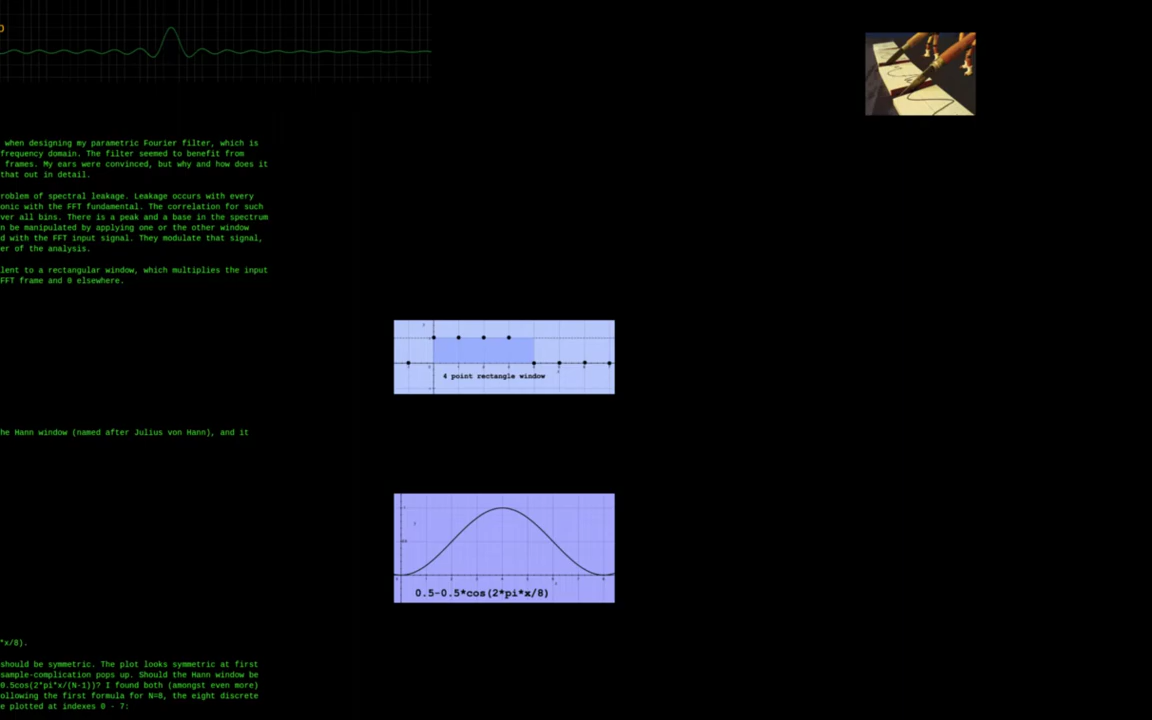 when designing my parametric Fourier filter, which is
frequency domain. The filter seemed to benefit from
frames. My ears were convinced, but why and how does it
that out in detail.
roblem of spectral leakage. Leakage occurs with every
onic with the FFT fundamental. The correlation for such
ver all bins. There is a peak and a base in the spectrum
n be manipulated by applying one or the other window
d with the FFT input signal. They modulate that signal,
er of the analysis.
lent to a rectangular window, which multiplies the input
FFT frame and 0 elsewhere.
4 point rectangle window
he Hann window (named after Julius von Hann), and it
0.5-0.5*cos(2*pi*x/8)
*x/8).
should be symmetric. The plot looks symmetric at first
sample-complication pops up. Should the Hann window be
0.5cos(2*pi*x/(N-1))? I found both (amongst even more)
ollowing the first formula for N=8, the eight discrete
e plotted at indexes 0 - 7: